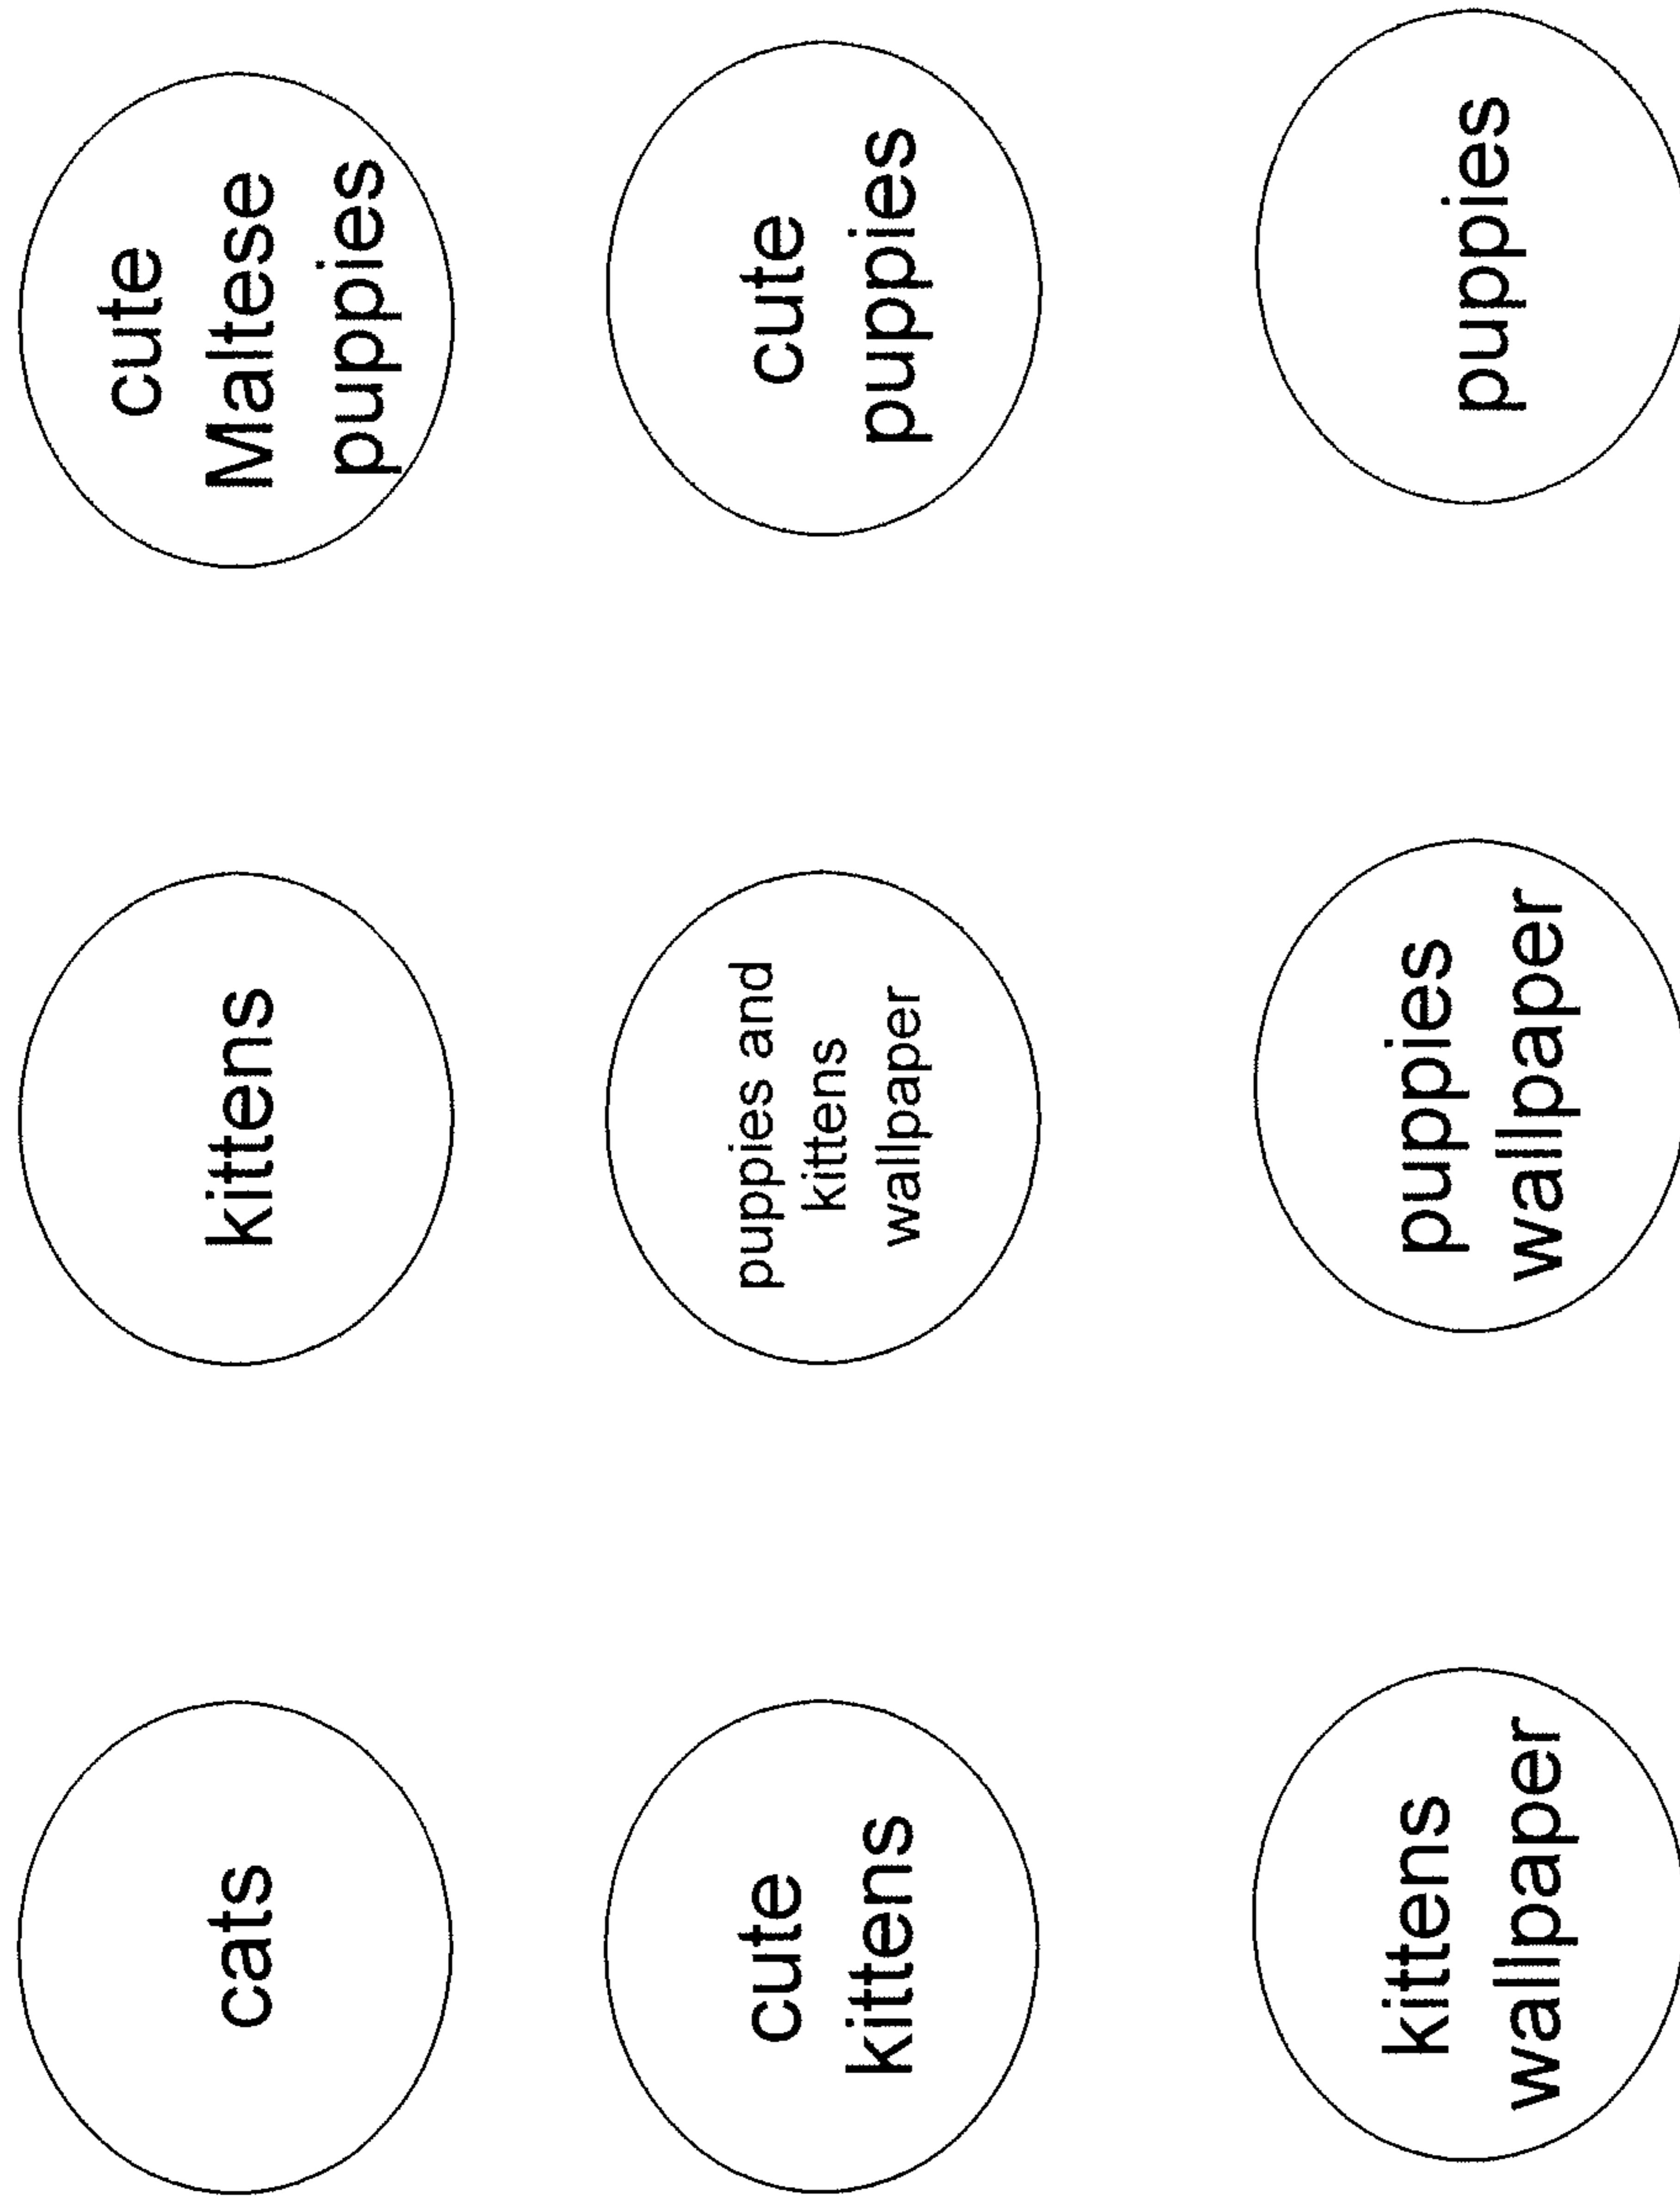 cats
kittens
cute
Maltese
puppies
cute
kittens
puppies and
kittens
wallpaper
cute
puppies
kittens
wallpaper
puppies
wallpaper
puppies